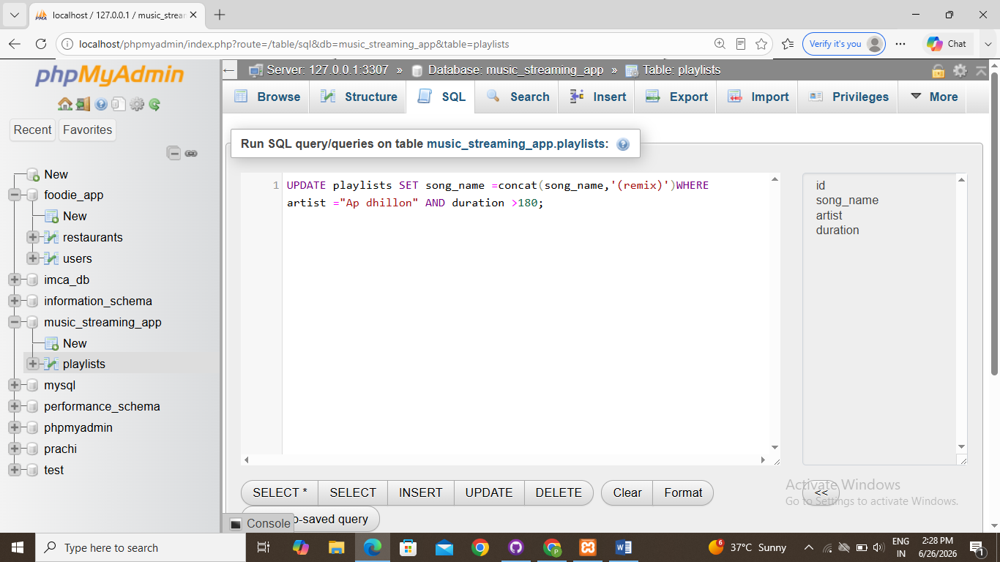 localhost / 127.0.0.1 / music_strear
localhost/phpmyadmin/index.php?route=/table/sql&db=music_streaming_app&table=playlists
Verify it's you
Chat
phpMyAdmin
Recent
Favorites
New
foodie_app
New
restaurants
users
imca_db
information_schema
music_streaming_app
New
playlists
mysql
performance_schema
phpmyadmin
prachi
test
Server: 127.0.0.1:3307 » Database: music_streaming_app » Table: playlists
Browse Structure SQL Search Insert Export Import Privileges More
Run SQL query/queries on table music_streaming_app.playlists:
1 UPDATE playlists SET song_name =concat(song_name,'(remix)')WHERE
artist ="Ap dhillon" AND duration >180;
id
song_name
artist
duration
SELECT * SELECT INSERT UPDATE DELETE Clear Format <<
Console
o-saved query
Activate Windows
Go to Settings to activate Windows.
Type here to search
6
37°C Sunny
ENG
IN
2:28 PM
6/26/2026
1